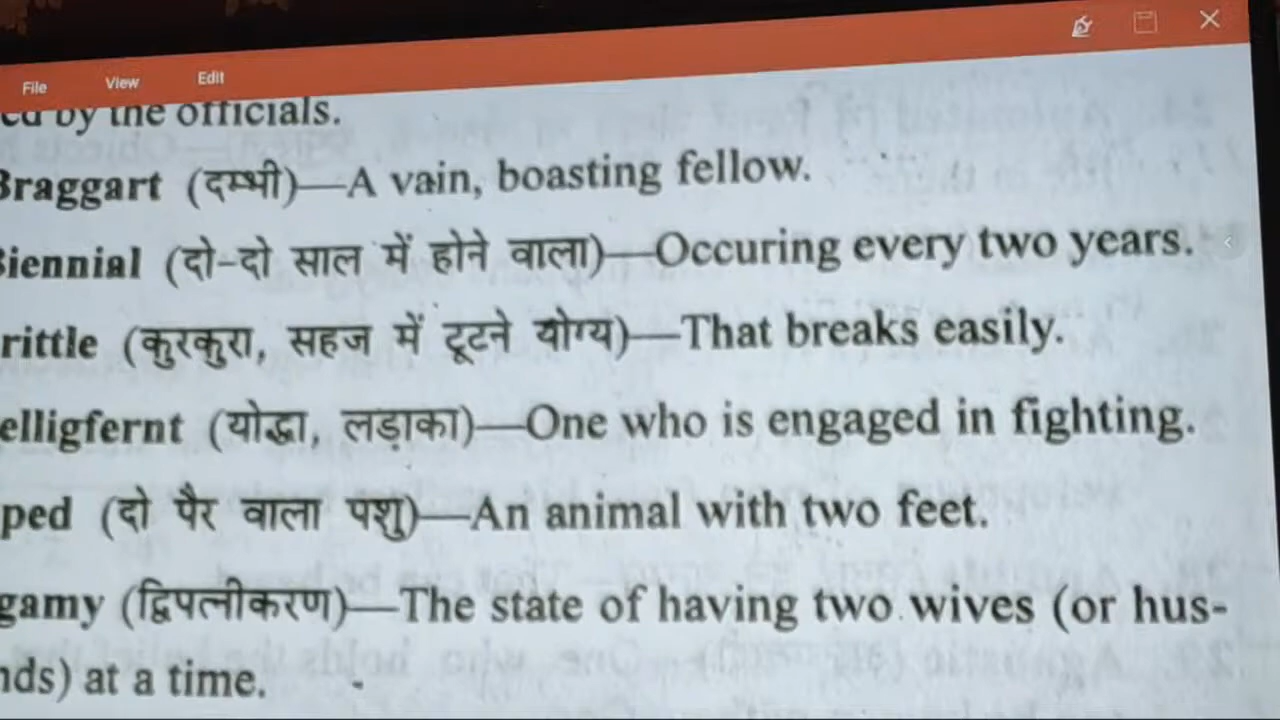 File View Edit
ed by the officials.
Braggart (दम्भी)—A vain, boasting fellow.
Biennial (दो-दो साल में होने वाला)—Occuring every two years.
rittle (कुरकुरा, सहज में टूटने योग्य)—That breaks easily.
elligfernt (योद्धा, लड़ाका)—One who is engaged in fighting.
ped (दो पैर वाला पशु)—An animal with two feet.
gamy (द्विपत्नीकरण)—The state of having two wives (or hus-
nds) at a time.